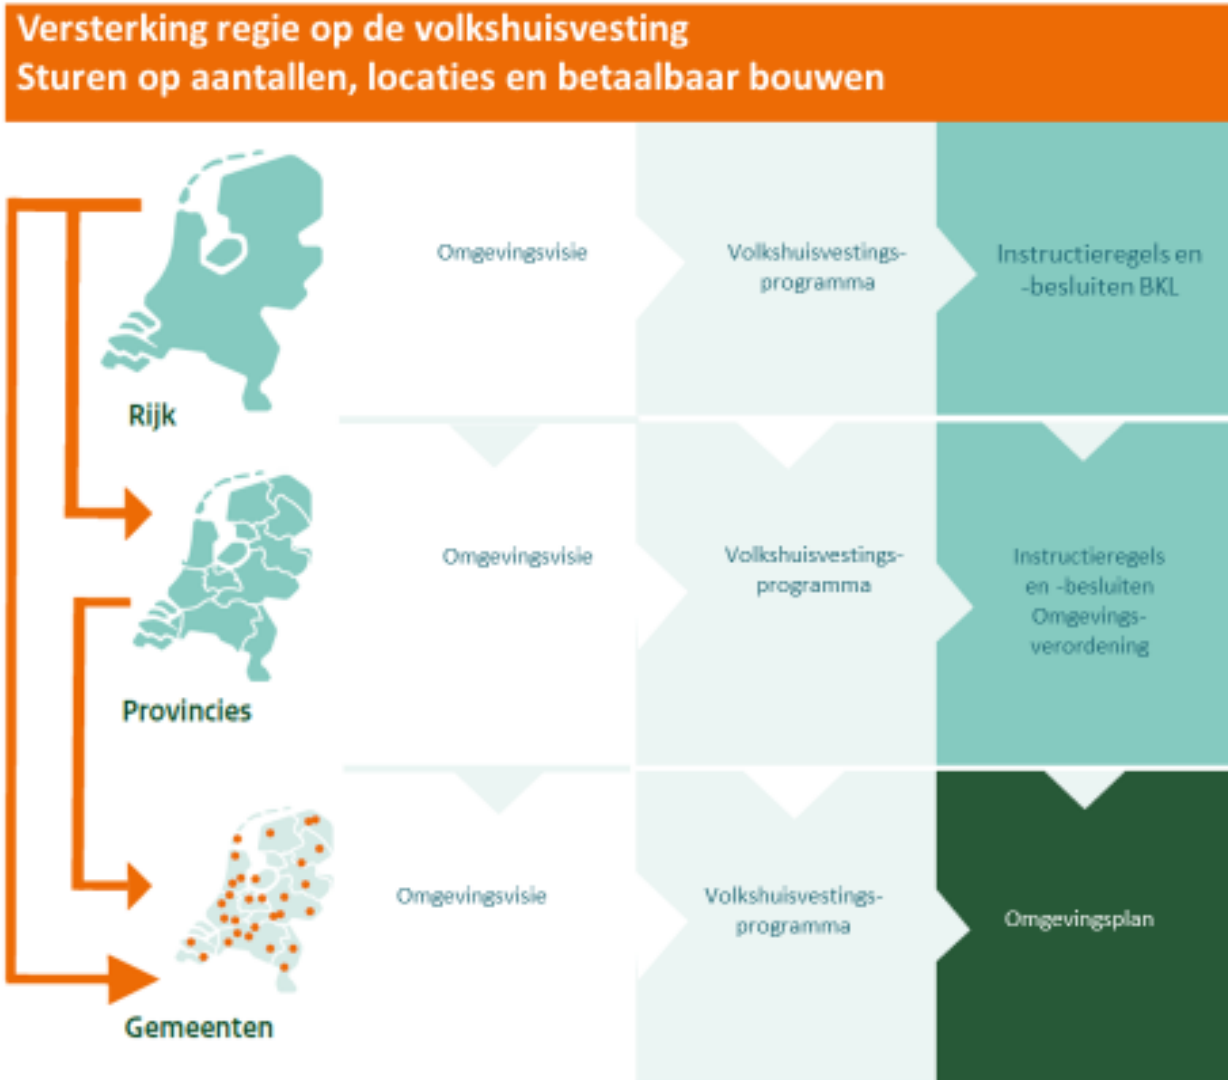 Versterking regie op de volkshuisvesting
Sturen op aantallen, locaties en betaalbaar bouwen
Omgevingsvisie
Volkshuisvestings-
programma
Instructieregels en
-besluiten BKL
Rijk
Omgevingsvisie
Volkshuisvestings-
programma
Instructieregels
en -besluiten
Omgevings-
verordening
Provincies
Omgevingsvisie
Volkshuisvestings-
programma
Omgevingsplan
Gemeenten